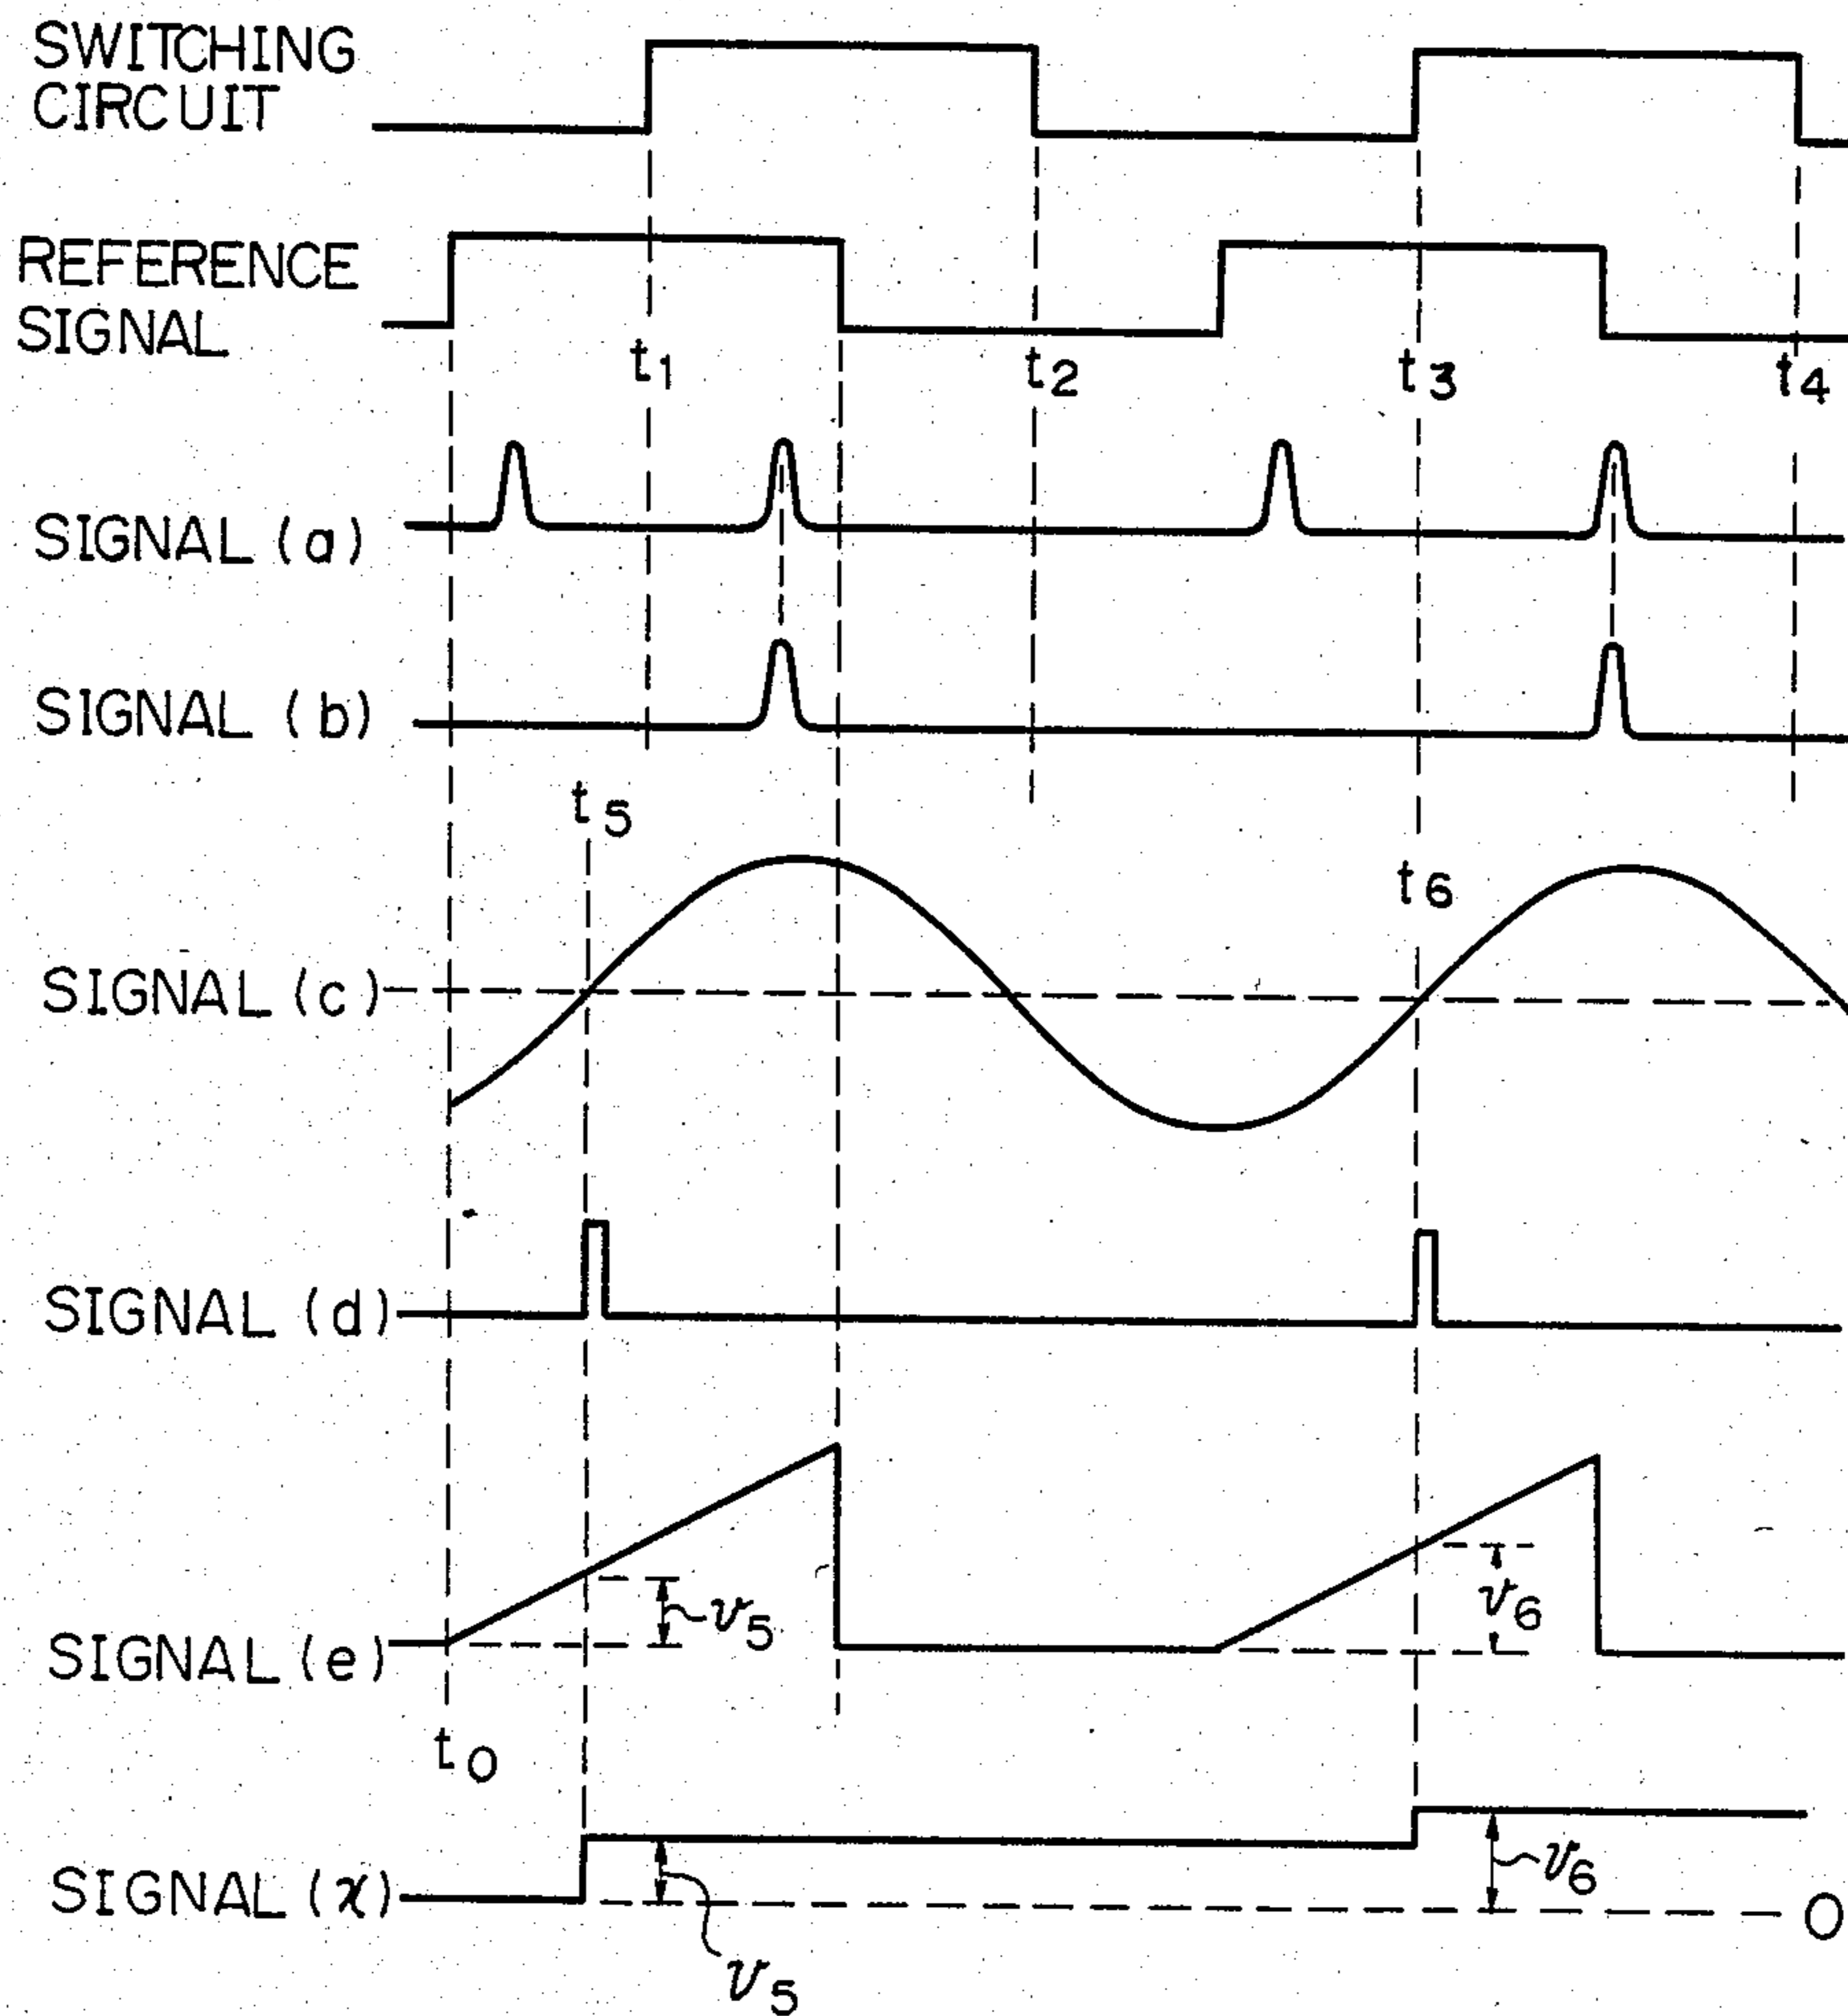 SWITCHING
CIRCUIT
REFERENCE
SIGNAL
t1
t2
t3
t4
SIGNAL (a)
SIGNAL (b)
t5
t6
SIGNAL (c)
SIGNAL (d)
v5
v6
SIGNAL (e)
t0
SIGNAL (x)
v6
0
v5